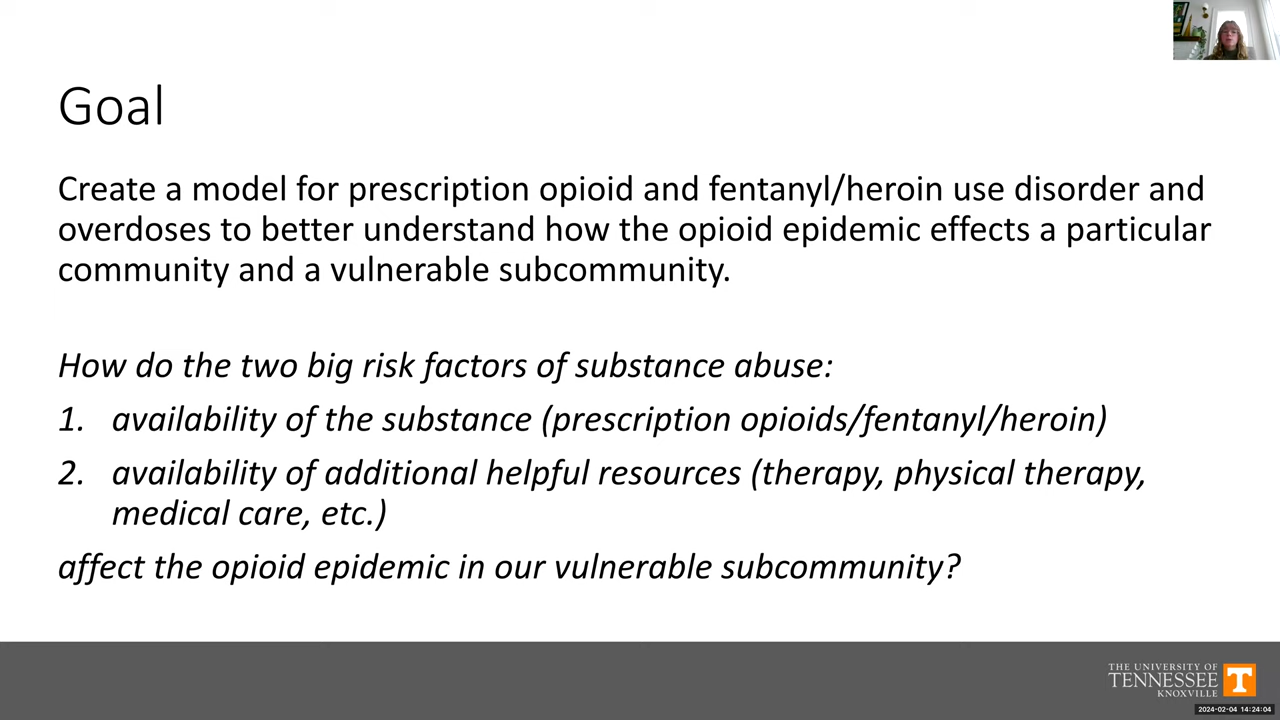 Goal
Create a model for prescription opioid and fentanyl/heroin use disorder and
overdoses to better understand how the opioid epidemic effects a particular
community and a vulnerable subcommunity.
How do the two big risk factors of substance abuse:
1. availability of the substance (prescription opioids/fentanyl/heroin)
2. availability of additional helpful resources (therapy, physical therapy,
medical care, etc.)
affect the opioid epidemic in our vulnerable subcommunity?
THE UNIVERSITY OF
TENNESSEE
KNOXVILLE
T
2024-02-04 14:24:04